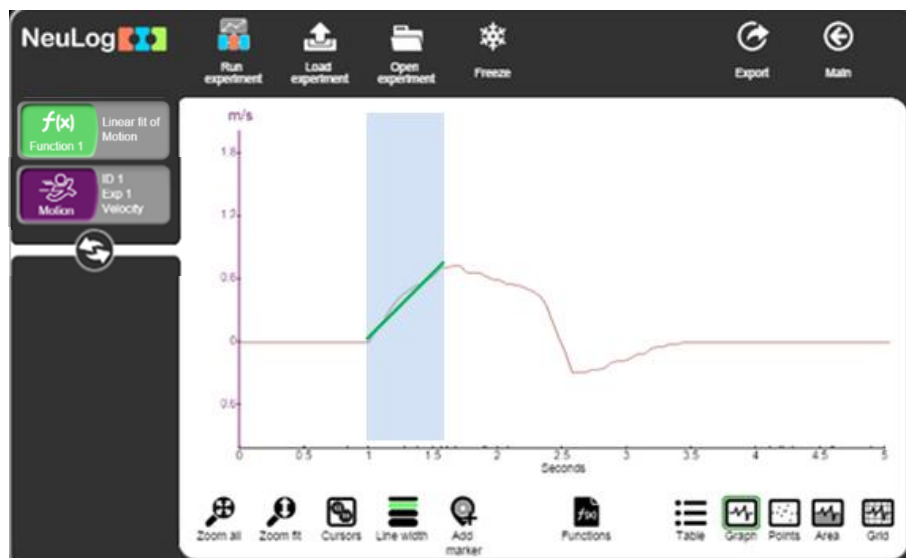 NeuLog
Run
experiment
Load
experiment
Open
experiment
Freeze
Export
Main
f(x)
Function 1
Linear fit of
Motion
Motion
ID 1
Exp 1
Velocity
m/s
1.8
1.2
0.6
0
0.6
0
0.5
1
1.5
2
2.5
3
3.5
4
4.5
5
Seconds
Zoom all
Zoom fit
Cursors
Line width
Add
marker
f(x)
Functions
Table
Graph
Points
Area
Grid